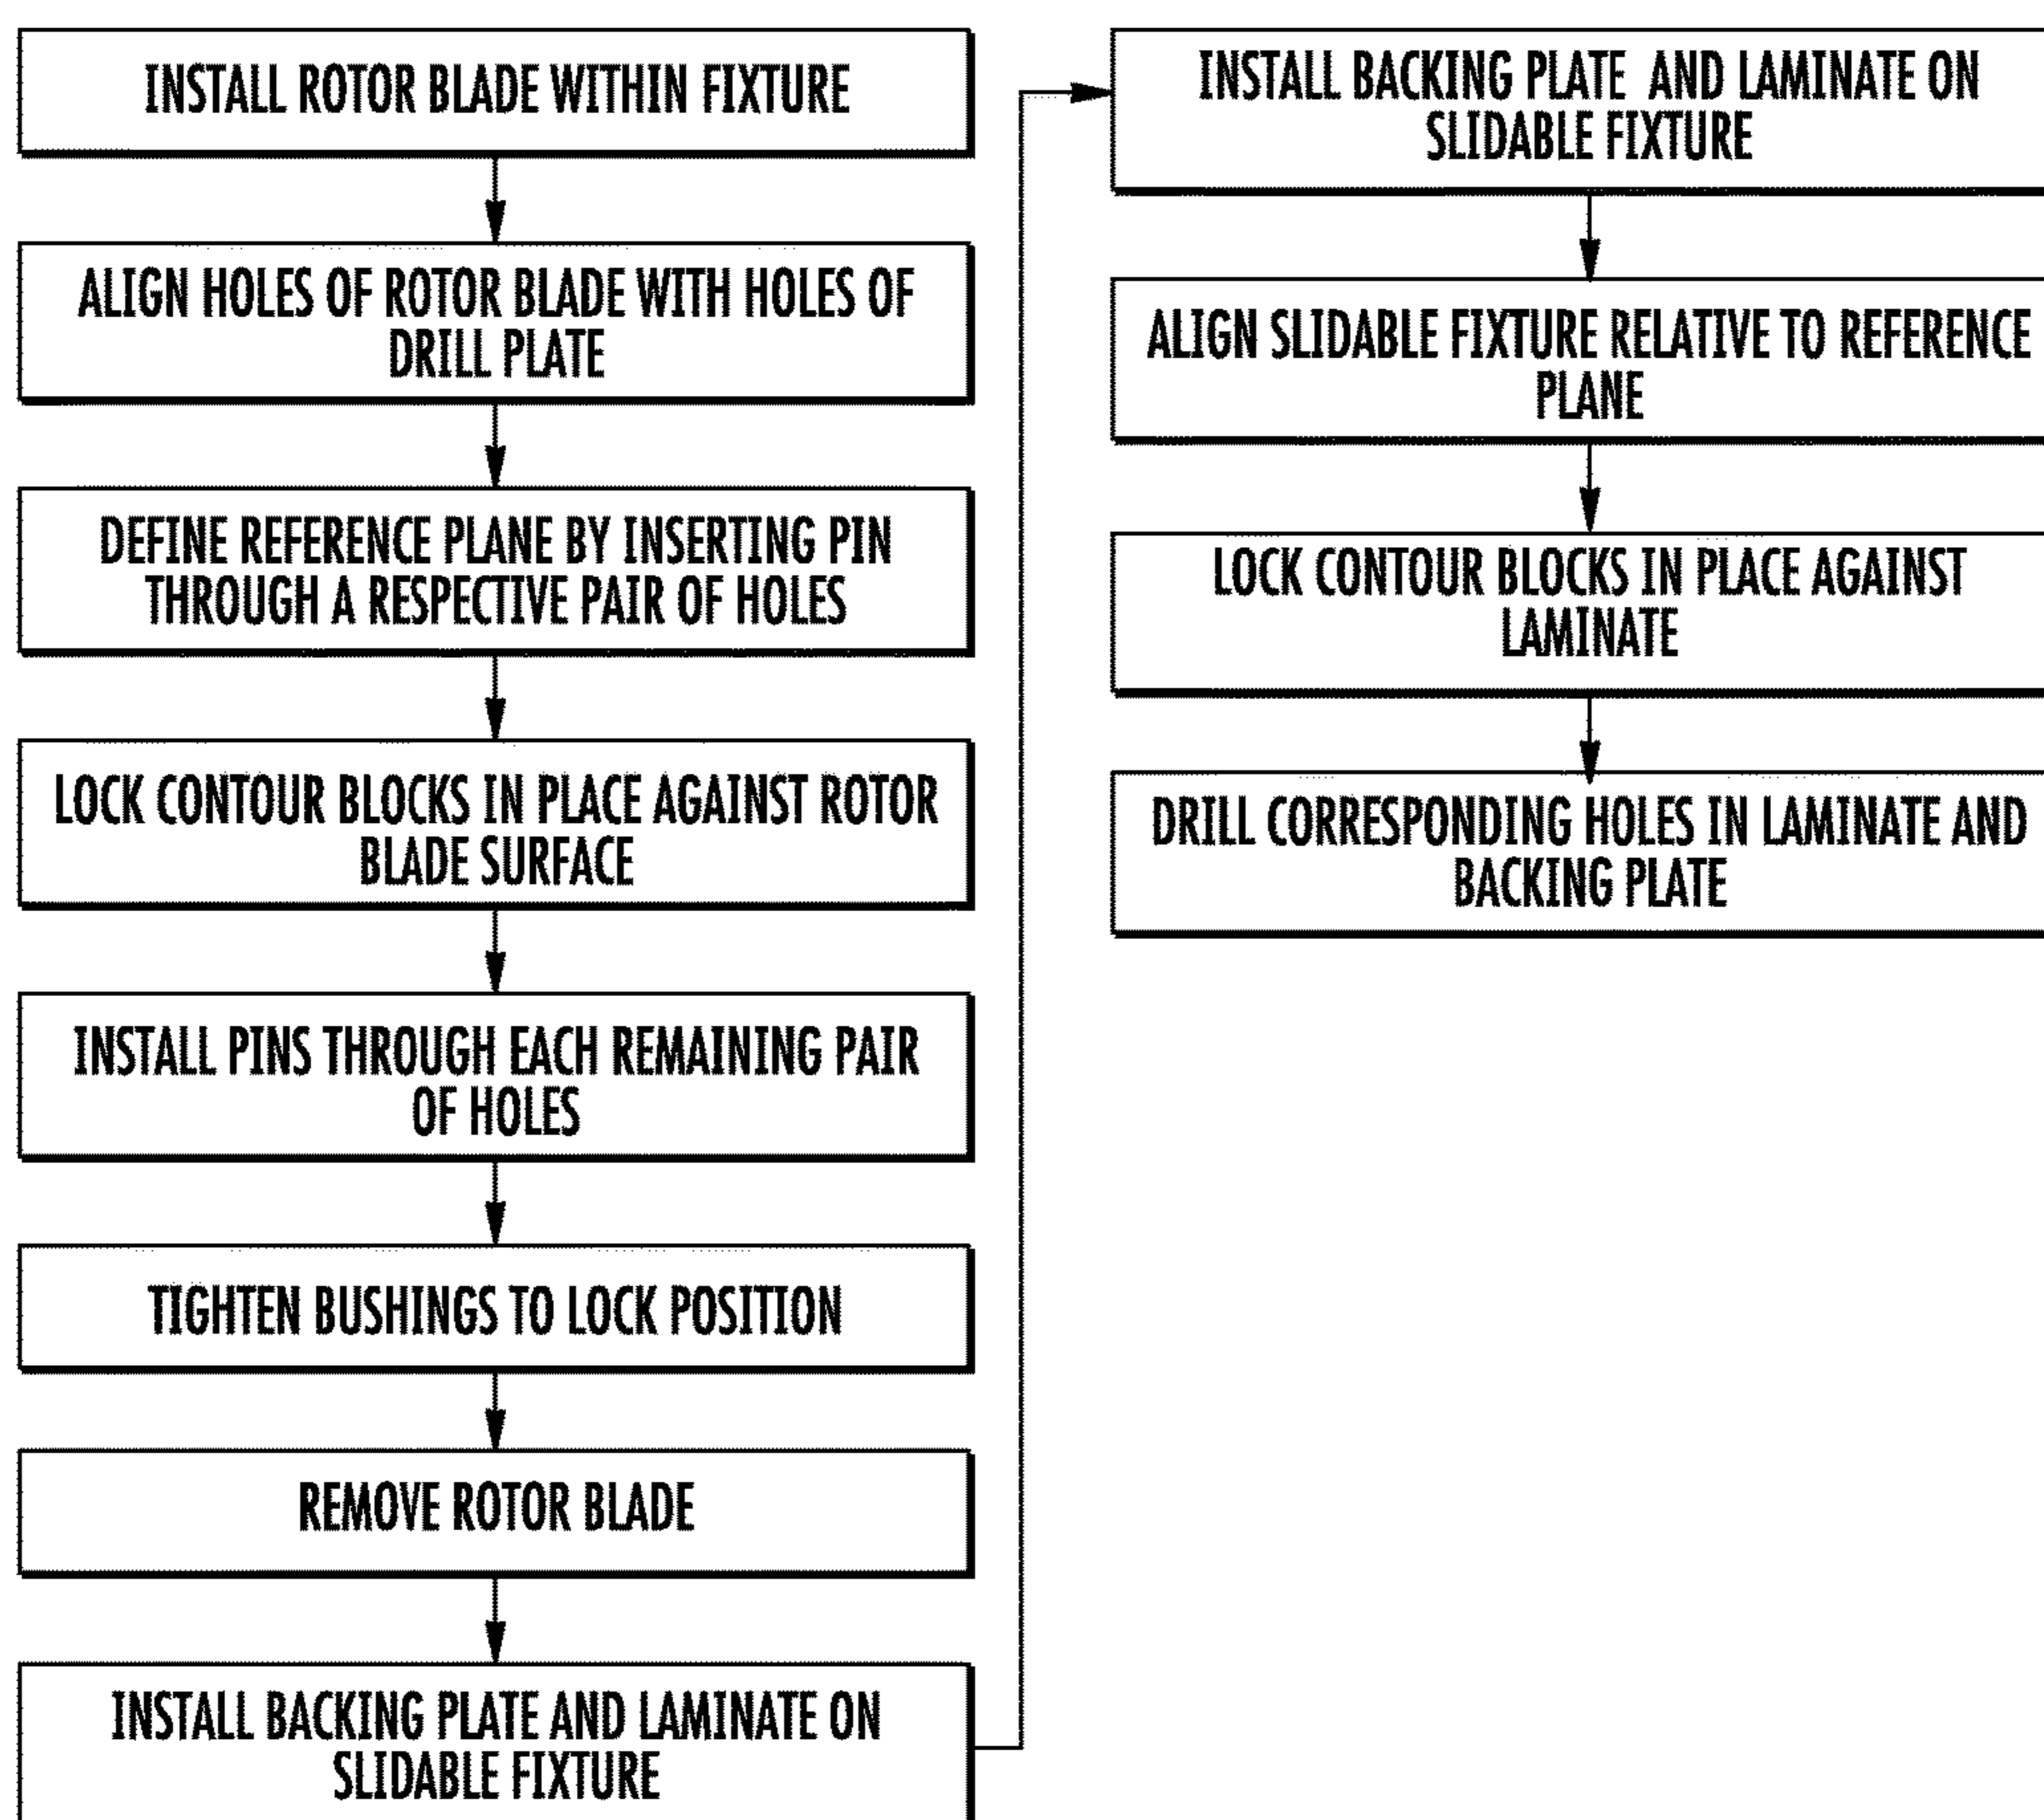 INSTALL ROTOR BLADE WITHIN FIXTURE
ALIGN HOLES OF ROTOR BLADE WITH HOLES OF
DRILL PLATE
DEFINE REFERENCE PLANE BY INSERTING PIN
THROUGH A RESPECTIVE PAIR OF HOLES
LOCK CONTOUR BLOCKS IN PLACE AGAINST ROTOR
BLADE SURFACE
INSTALL PINS THROUGH EACH REMAINING PAIR
OF HOLES
TIGHTEN BUSHINGS TO LOCK POSITION
REMOVE ROTOR BLADE
INSTALL BACKING PLATE AND LAMINATE ON
SLIDABLE FIXTURE
INSTALL BACKING PLATE AND LAMINATE ON
SLIDABLE FIXTURE
ALIGN SLIDABLE FIXTURE RELATIVE TO REFERENCE
PLANE
LOCK CONTOUR BLOCKS IN PLACE AGAINST
LAMINATE
DRILL CORRESPONDING HOLES IN LAMINATE AND
BACKING PLATE